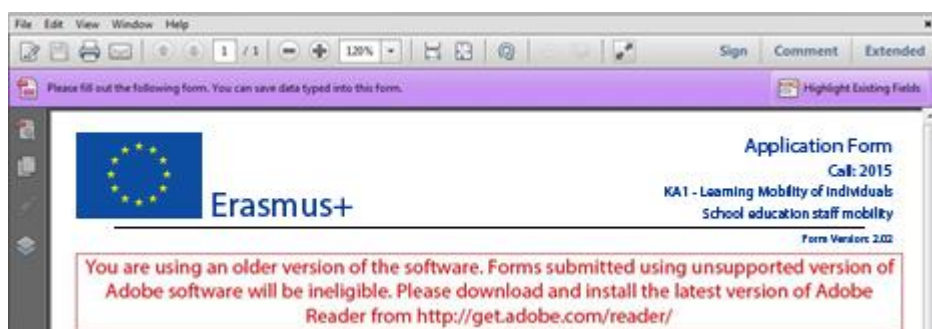 File Edit View Window Help
1 / 1 120% Sign Comment Extended
Please fill out the following form. You can save data typed into this form. Highlight Existing Fields
Application Form
Call: 2015
KA1 - Learning Mobility of Individuals
School education staff mobility
Erasmus+
Form Version: 2.02
You are using an older version of the software. Forms submitted using unsupported version of
Adobe software will be ineligible. Please download and install the latest version of Adobe
Reader from http://get.adobe.com/reader/